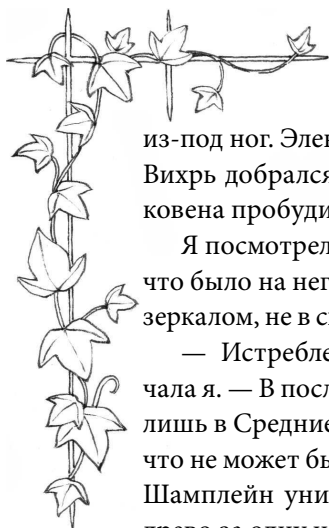 из-под ног. Элен
Вихрь добрался
ковена пробуди
Я посмотрел
что было на нег
зеркалом, не в с
— Истребле
чала я. — В посл
лишь в Средние
что не может бы
Шамплейн уни